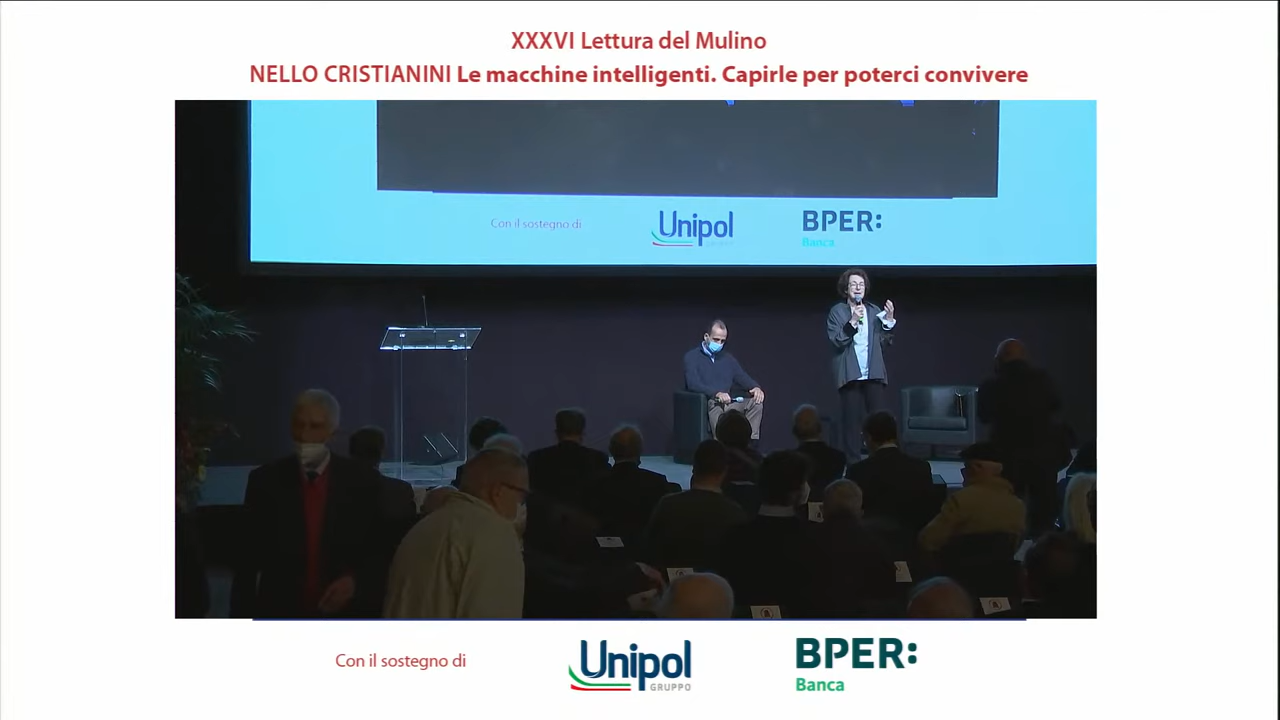 XXXVI Lettura del Mulino
NELLO CRISTIANINI Le macchine intelligenti. Capirle per poterci convivere
Con il sostegno di
Unipol
BPER:
Banca
Con il sostegno di
Unipol
GRUPPO
BPER:
Banca